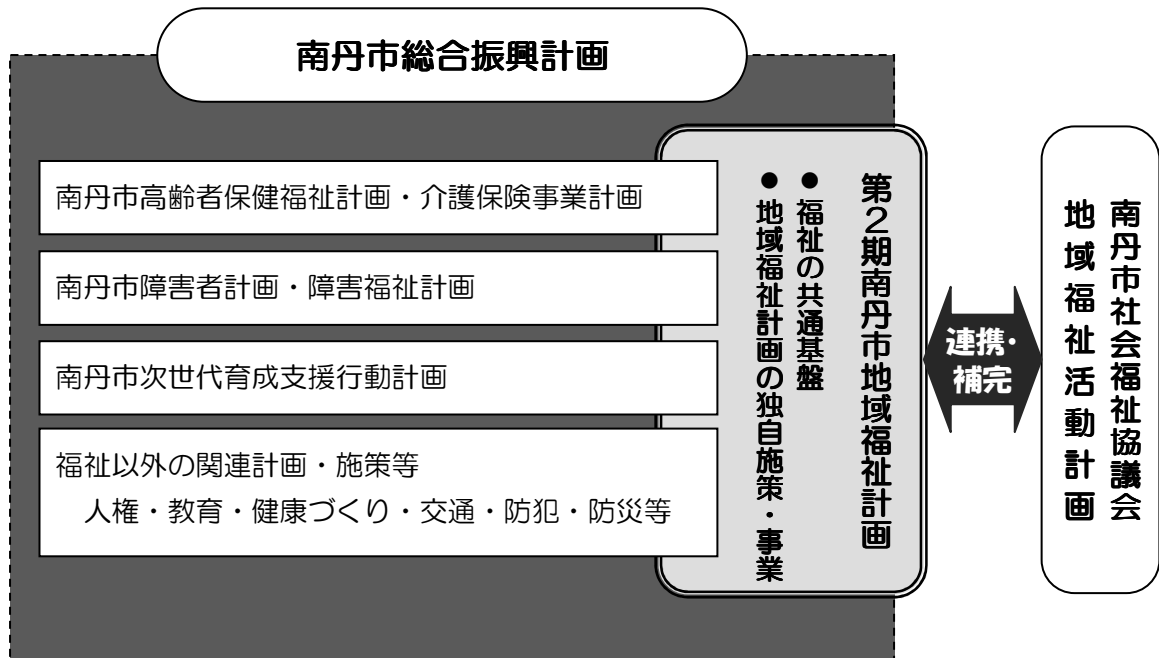 南丹市総合振興計画
南丹市高齢者保健福祉計画・介護保険事業計画
南丹市障害者計画・障害福祉計画
南丹市次世代育成支援行動計画
福祉以外の関連計画・施策等
人権・教育・健康づくり・交通・防犯・防災等
第２期南丹市地域福祉計画
●福祉の共通基盤
●地域福祉計画の独自施策・事業
連携・
補完
南丹市社会福祉協議会
地域福祉活動計画